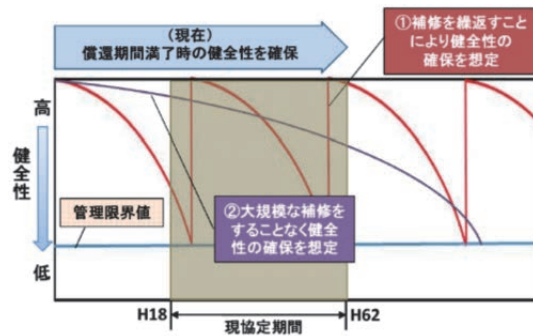 (現在)
償還期間満了時の健全性を確保
①補修を繰返すこと
により健全性の
確保を想定
高
健全性
低
管理限界値
②大規模な補修を
することなく健全
性の確保を想定
H18
現協定期間
H62